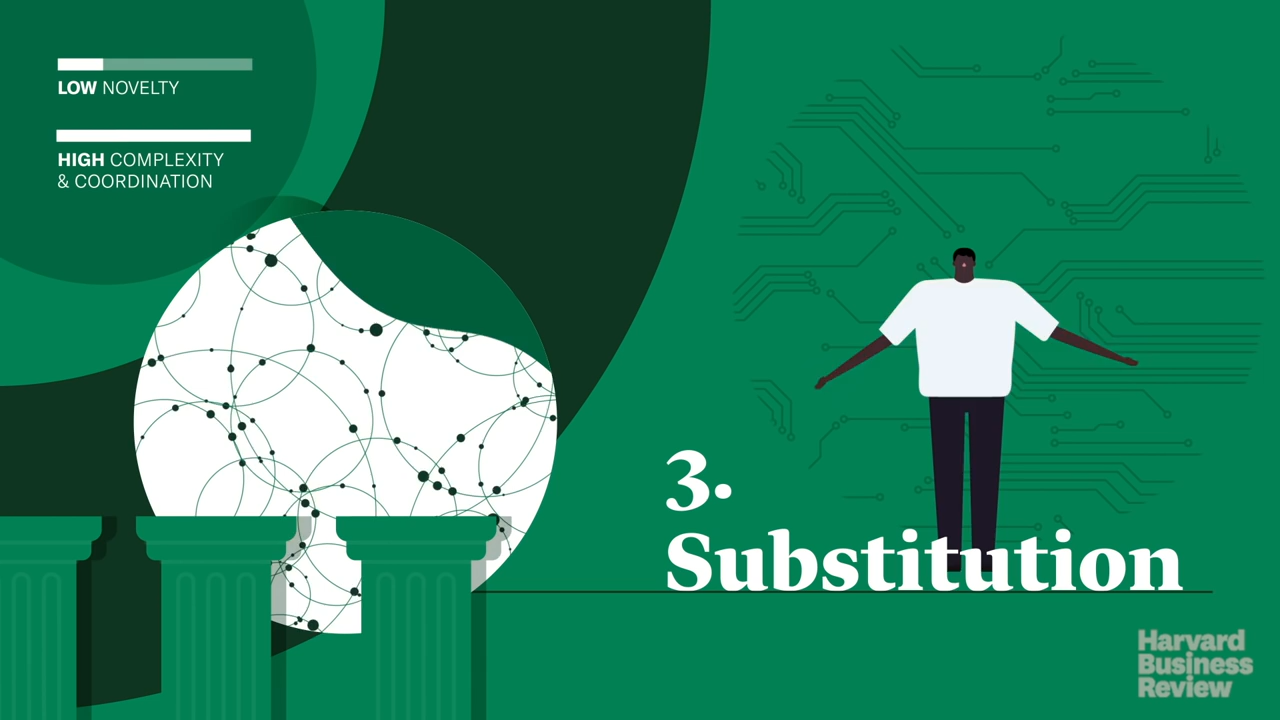 LOW NOVELTY
HIGH COMPLEXITY
& COORDINATION
3.
Substitution
Harvard
Business
Review